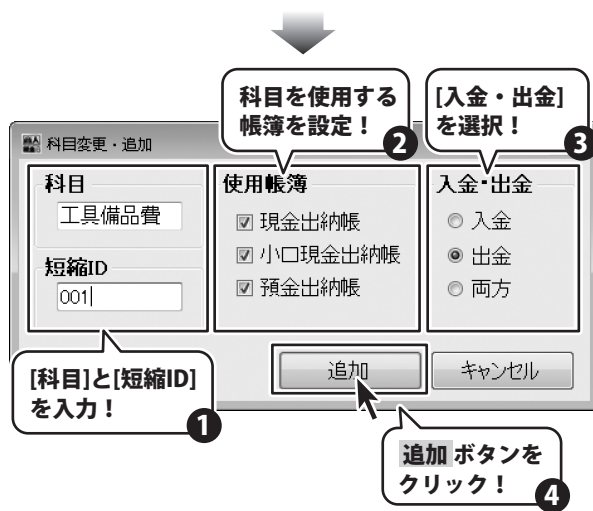 科目を使用する
帳簿を設定！
2
[入金・出金]
を選択！
3
科目変更・追加
科目
工具備品費
短縮ID
001
使用帳簿
現金出納帳
小口現金出納帳
預金出納帳
入金・出金
入金
出金
両方
追加
キャンセル
[科目]と[短縮ID]
を入力！
1
追加 ボタンを
クリック！
4